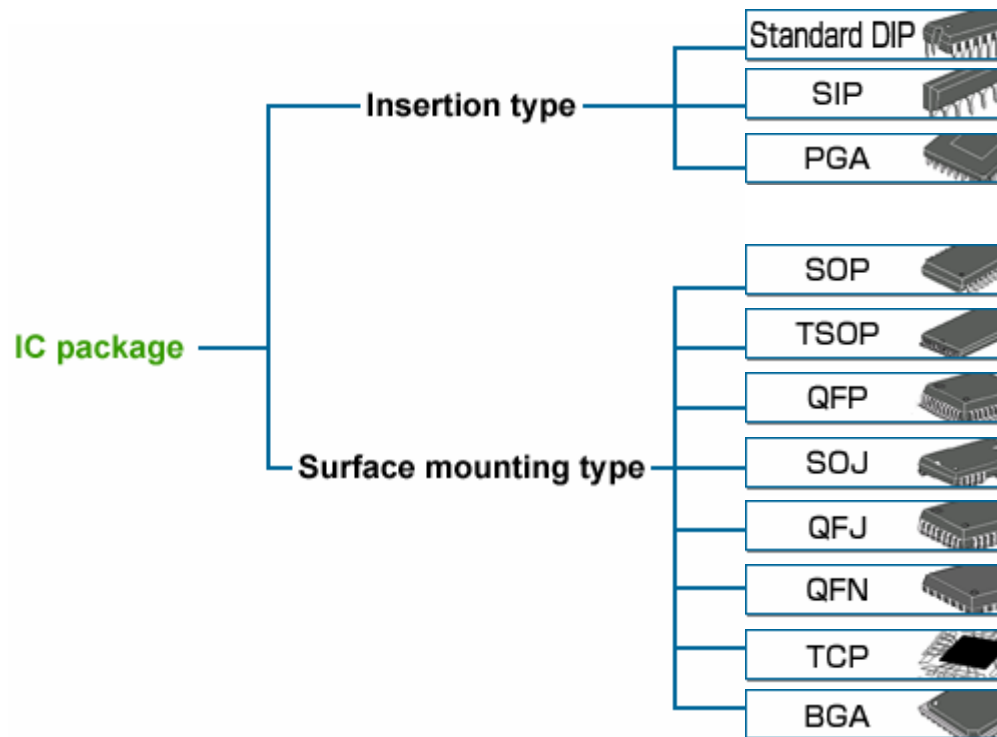 Standard DIP
SIP
Insertion type
PGA
SOP
TSOP
IC package
QFP
SOJ
Surface mounting type
QFJ
QFN
TCP
BGA